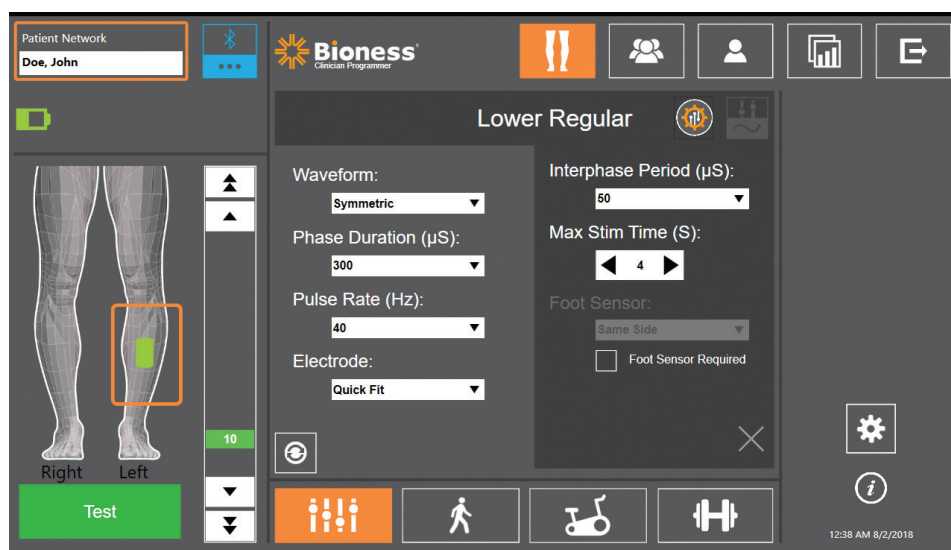 Patient Network
Doe, John
Bioness
Clinician Programmer
Lower Regular
Waveform:
Symmetric
Phase Duration (µS):
300
Pulse Rate (Hz):
40
Electrode:
Quick Fit
Interphase Period (µS):
50
Max Stim Time (S):
4
Foot Sensor:
Same Side
Foot Sensor Required
10
Right Left
Test
12:38 AM 8/2/2018